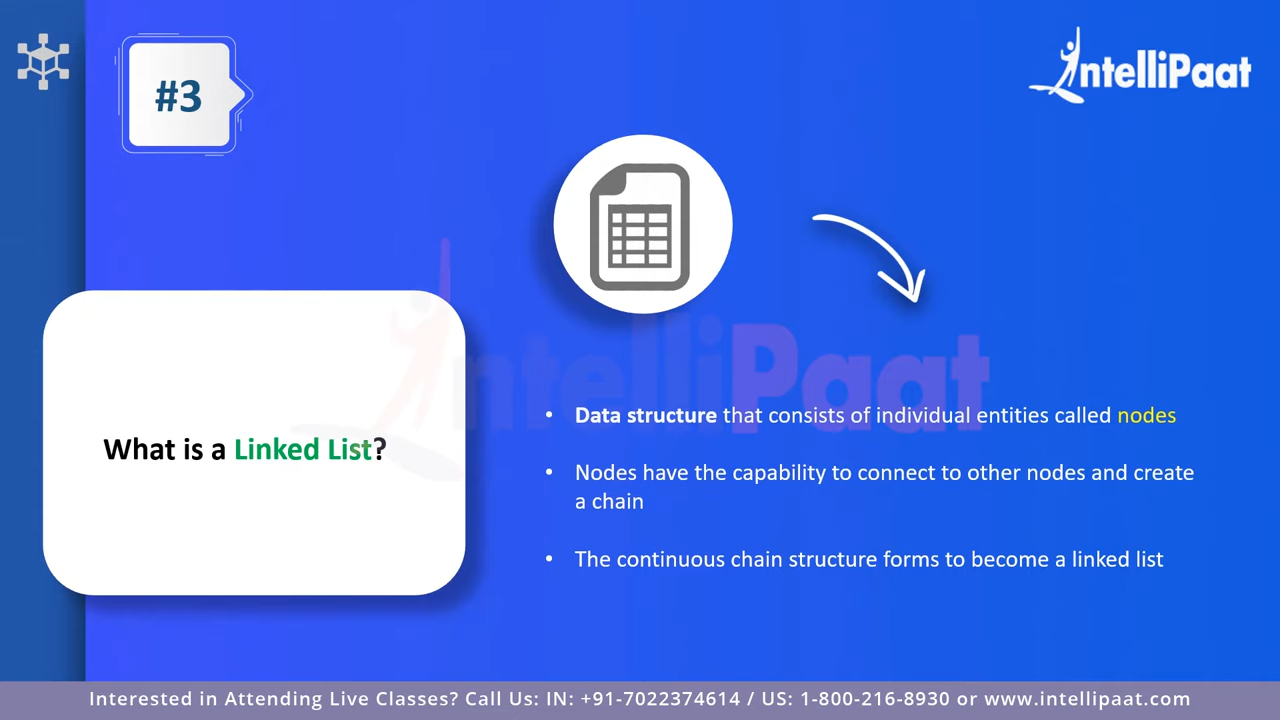 #3
IntelliPaat
What is a Linked List?
IntelliPaat
• Data structure that consists of individual entities called nodes
• Nodes have the capability to connect to other nodes and create
a chain
• The continuous chain structure forms to become a linked list
Interested in Attending Live Classes? Call Us: IN: +91-7022374614 / US: 1-800-216-8930 or www.intellipaat.com